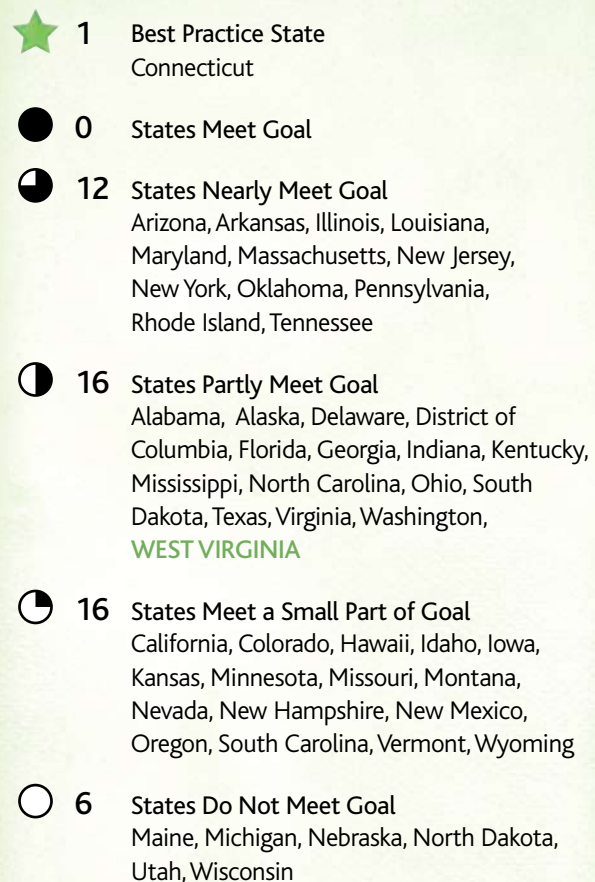 1 Best Practice State
Connecticut
0 States Meet Goal
12 States Nearly Meet Goal
Arizona, Arkansas, Illinois, Louisiana,
Maryland, Massachusetts, New Jersey,
New York, Oklahoma, Pennsylvania,
Rhode Island, Tennessee
16 States Partly Meet Goal
Alabama, Alaska, Delaware, District of
Columbia, Florida, Georgia, Indiana, Kentucky,
Mississippi, North Carolina, Ohio, South
Dakota, Texas, Virginia, Washington,
WEST VIRGINIA
16 States Meet a Small Part of Goal
California, Colorado, Hawaii, Idaho, Iowa,
Kansas, Minnesota, Missouri, Montana,
Nevada, New Hampshire, New Mexico,
Oregon, South Carolina, Vermont, Wyoming
6 States Do Not Meet Goal
Maine, Michigan, Nebraska, North Dakota,
Utah, Wisconsin